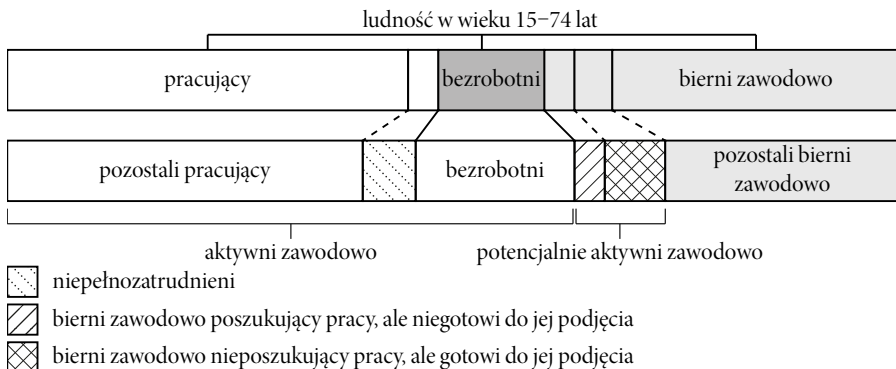 ludność w wieku 15–74 lat
pracujący
bezrobotni
bierni zawodowo
pozostali pracujący
bezrobotni
pozostali bierni
zawodowo
aktywni zawodowo
potencjalnie aktywni zawodowo
niepełnozatrudnieni
bierni zawodowo poszukujący pracy, ale niegotowi do jej podjęcia
bierni zawodowo nieposzukujący pracy, ale gotowi do jej podjęcia